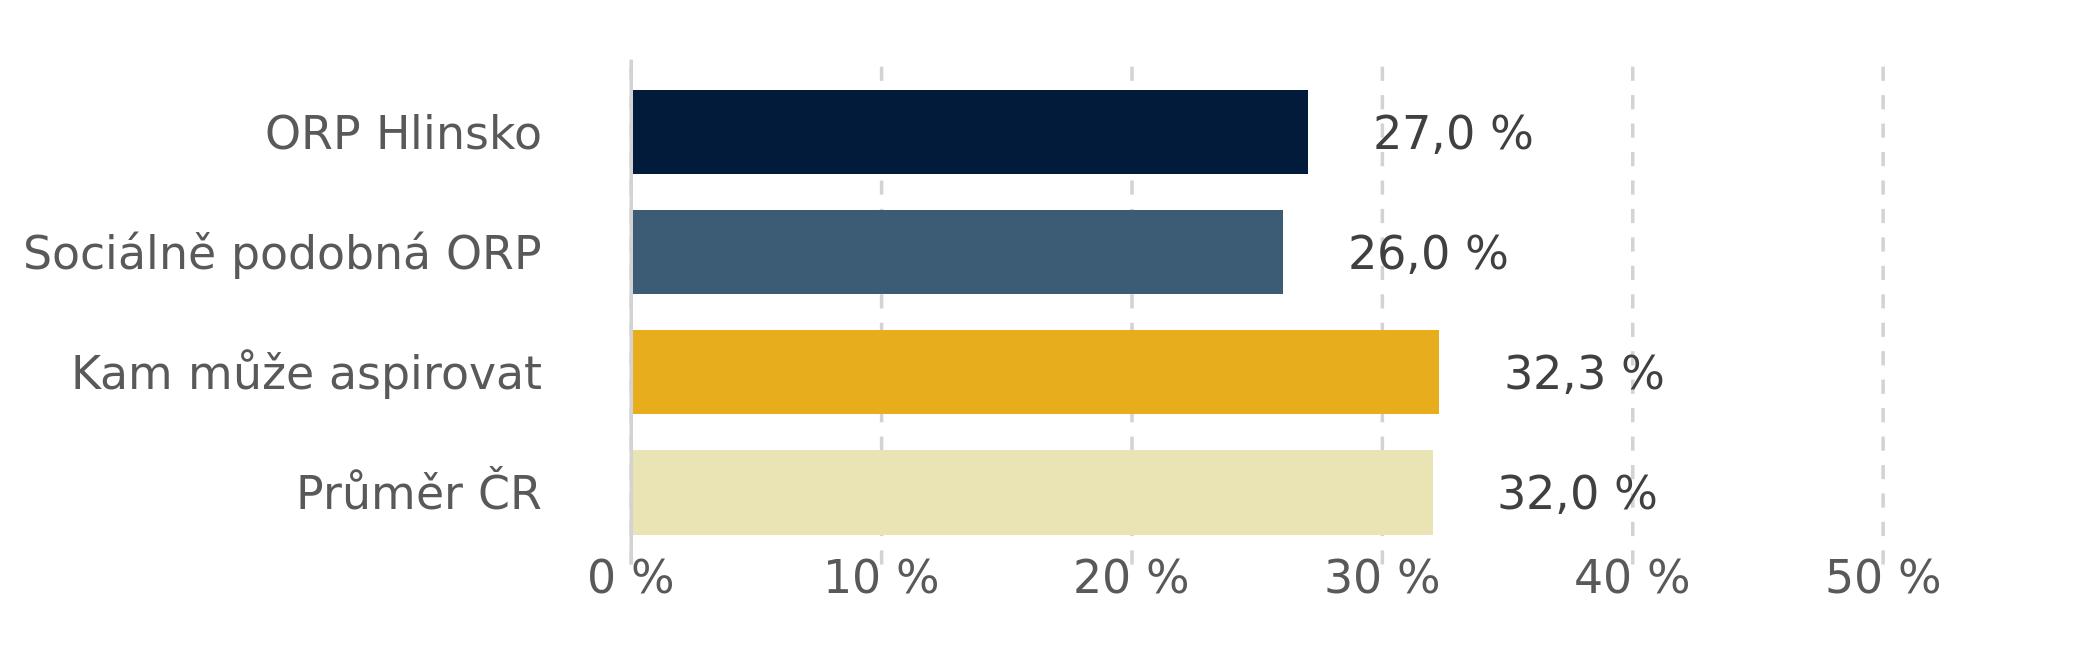 ORP Hlinsko 27,0 %
Sociálně podobná ORP 26,0 %
Kam může aspirovat 32,3 %
Průměr ČR 32,0 %
0 % 10 % 20 % 30 % 40 % 50 %